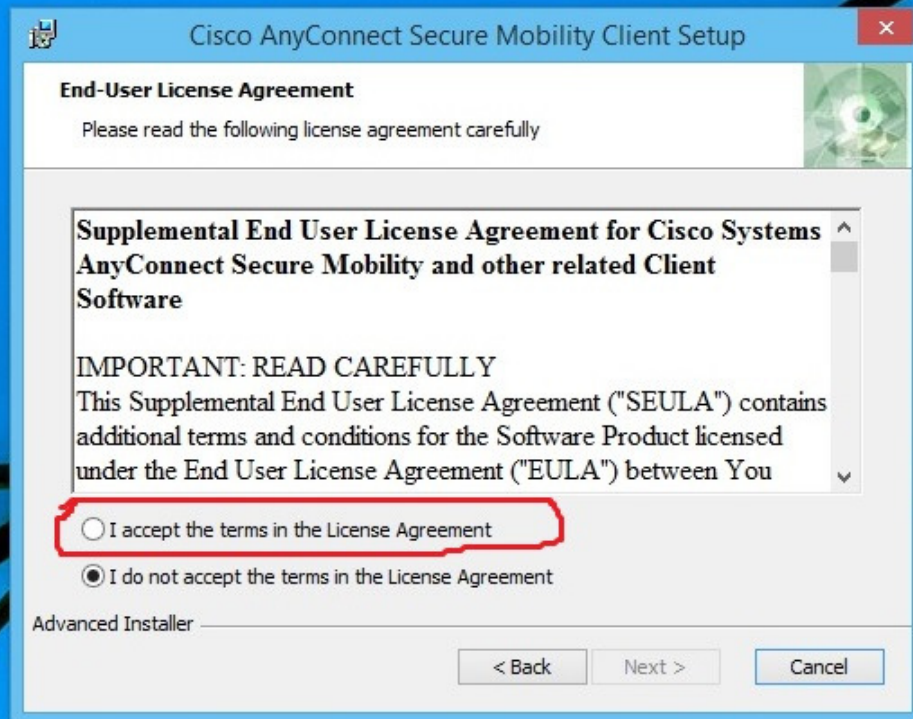 Cisco AnyConnect Secure Mobility Client Setup
End-User License Agreement
Please read the following license agreement carefully
Supplemental End User License Agreement for Cisco Systems
AnyConnect Secure Mobility and other related Client
Software
IMPORTANT: READ CAREFULLY
This Supplemental End User License Agreement ("SEULA") contains
additional terms and conditions for the Software Product licensed
under the End User License Agreement ("EULA") between You
I accept the terms in the License Agreement
I do not accept the terms in the License Agreement
Advanced Installer
< Back Next > Cancel